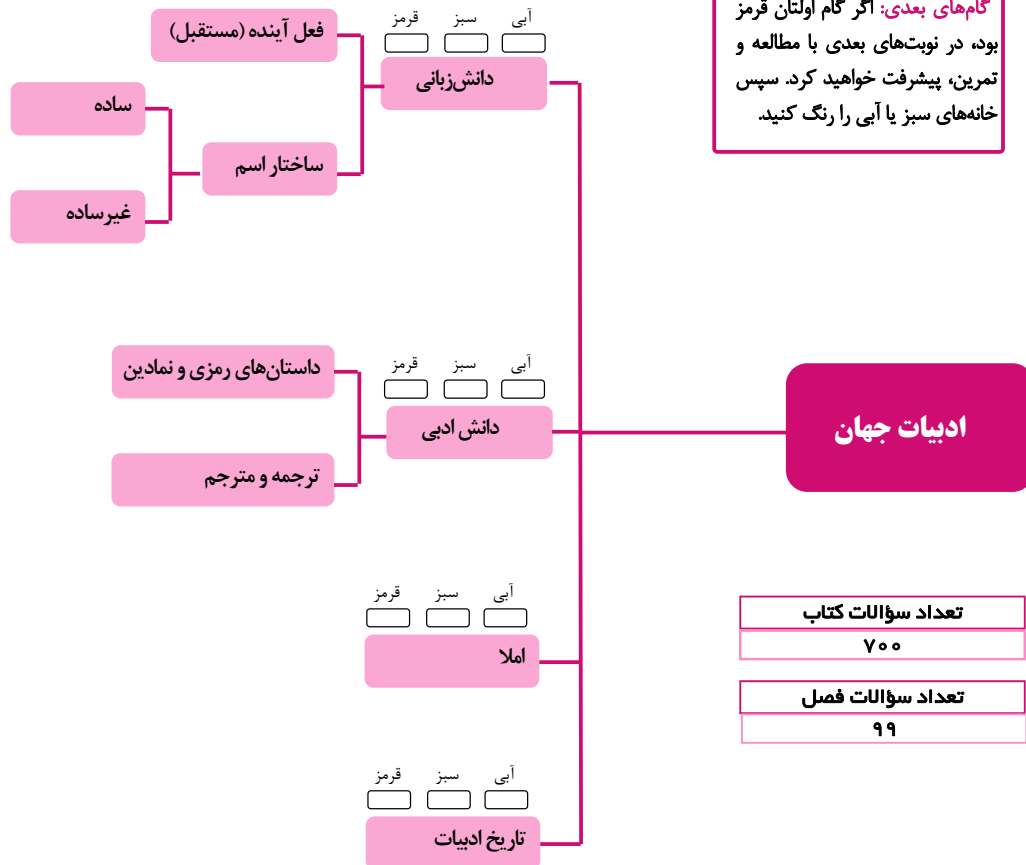 گام‌های بعدی: اگر گام اولتان قرمز
بود، در نوبت‌های بعدی با مطالعه و
تمرین، پیشرفت خواهید کرد. سپس
خانه‌های سبز یا آبی را رنگ کنید.
ادبیات جهان
آبی سبز قرمز
دانش‌زبانی
فعل آینده (مستقبل)
ساختار اسم
ساده
غیرساده
آبی سبز قرمز
دانش ادبی
داستان‌های رمزی و نمادین
ترجمه و مترجم
آبی سبز قرمز
املا
آبی سبز قرمز
تاریخ ادبیات
تعداد سؤالات کتاب
۷۰۰
تعداد سؤالات فصل
۹۹